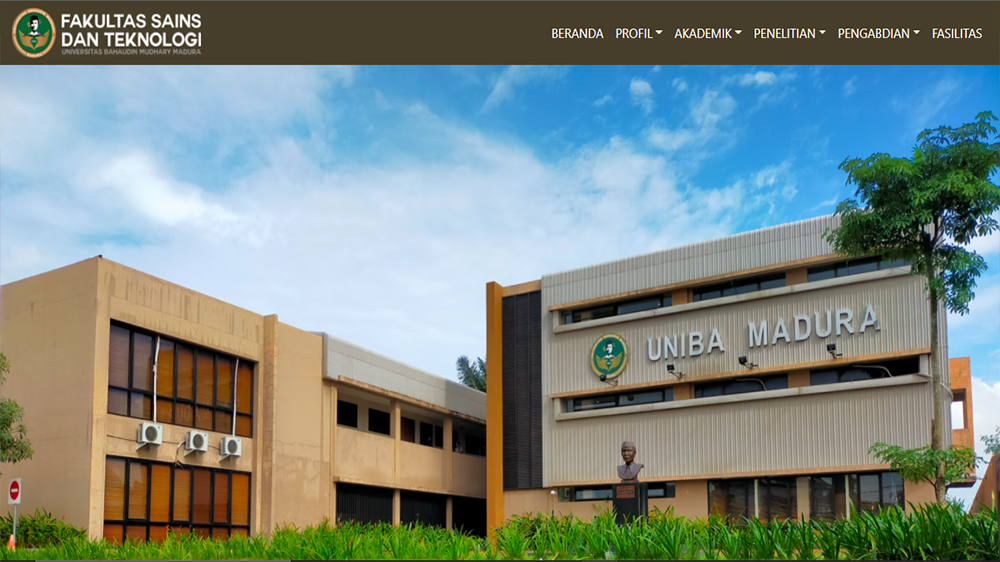 FAKULTAS SAINS
DAN TEKNOLOGI
UNIVERSITAS BAHAUDIN MUDHARY MADURA
BERANDA PROFIL AKADEMIK PENELITIAN PENGABDIAN FASILITAS
UNIBA MADURA